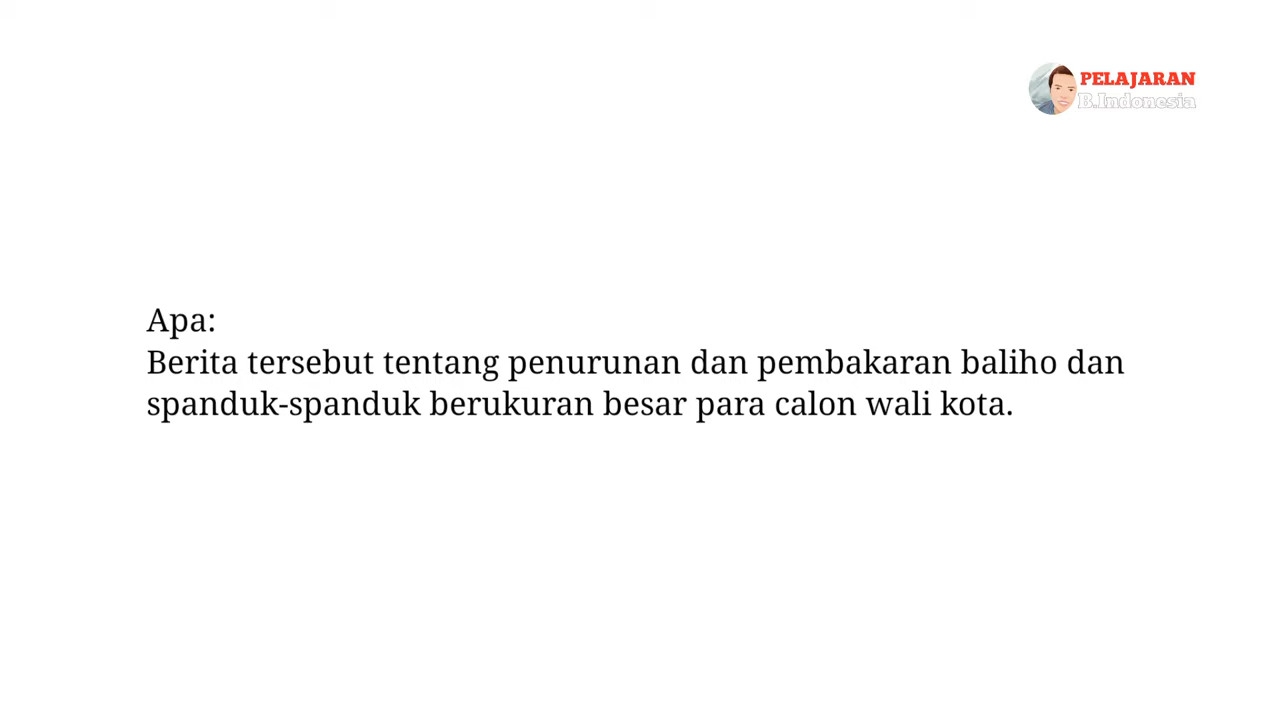 PELAJARAN
B.Indonesia
Apa:
Berita tersebut tentang penurunan dan pembakaran baliho dan
spanduk-spanduk berukuran besar para calon wali kota.